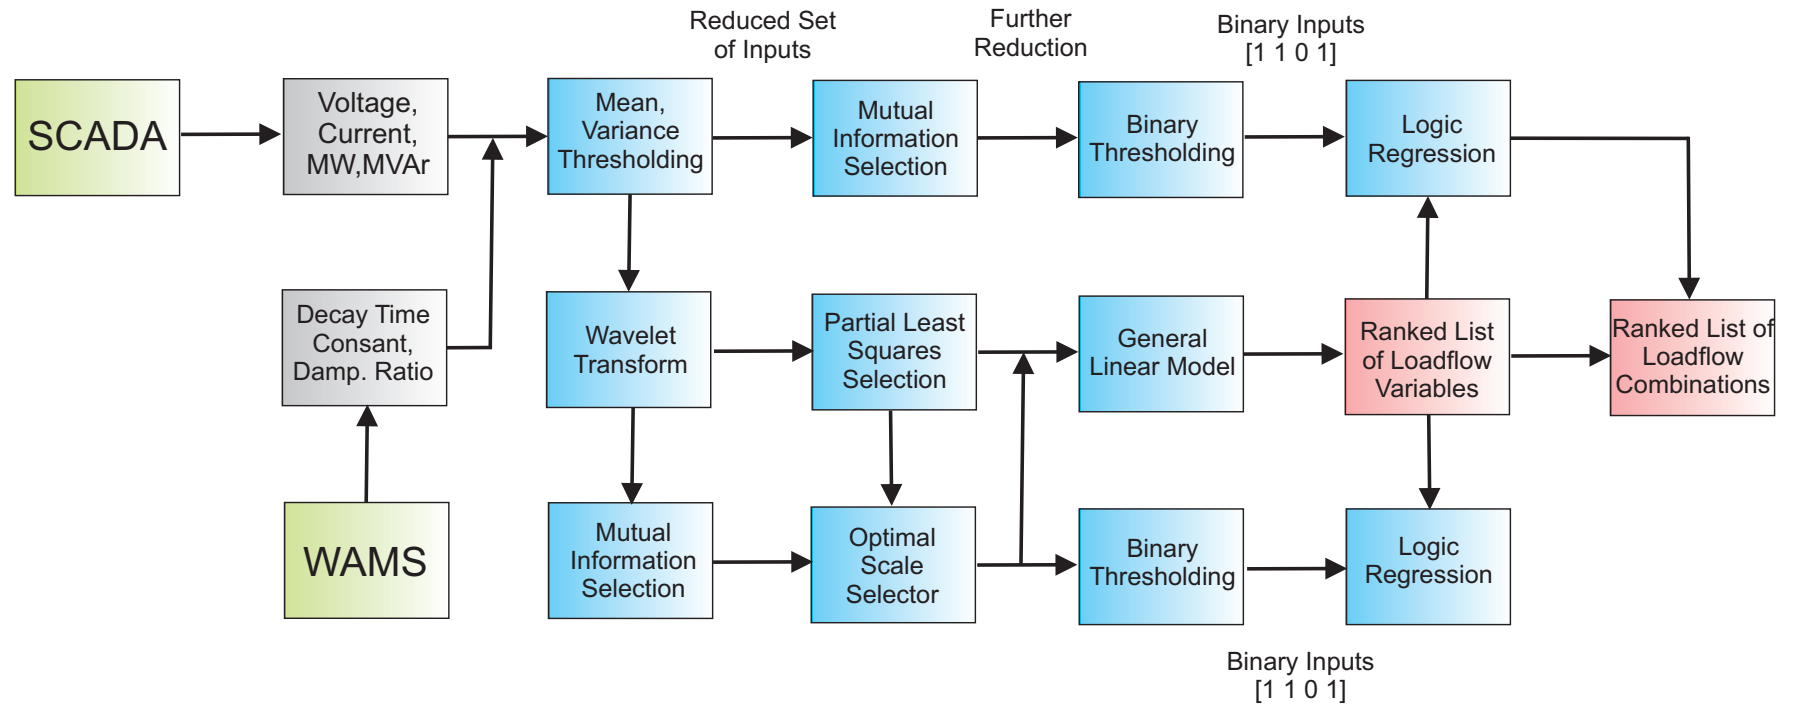 Reduced Set
of Inputs
Further
Reduction
Binary Inputs
[1 1 0 1]
SCADA
Voltage,
Current,
MW,MVAr
Mean,
Variance
Thresholding
Mutual
Information
Selection
Binary
Thresholding
Logic
Regression
Decay Time
Consant,
Damp. Ratio
Wavelet
Transform
Partial Least
Squares
Selection
General
Linear Model
Ranked List
of Loadflow
Variables
Ranked List of
Loadflow
Combinations
WAMS
Mutual
Information
Selection
Optimal
Scale
Selector
Binary
Thresholding
Logic
Regression
Binary Inputs
[1 1 0 1]